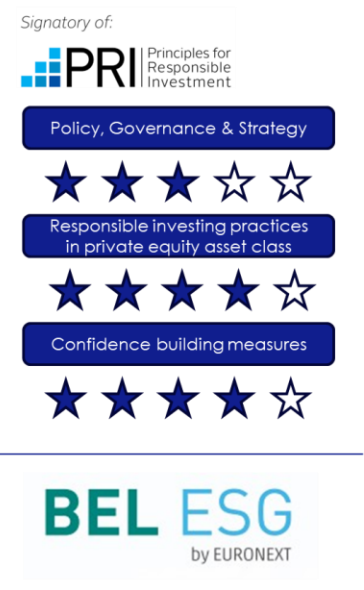 Signatory of:
PRI
Principles for
Responsible
Investment
Policy, Governance & Strategy
Responsible investing practices
in private equity asset class
Confidence building measures
BEL ESG
by EURONEXT